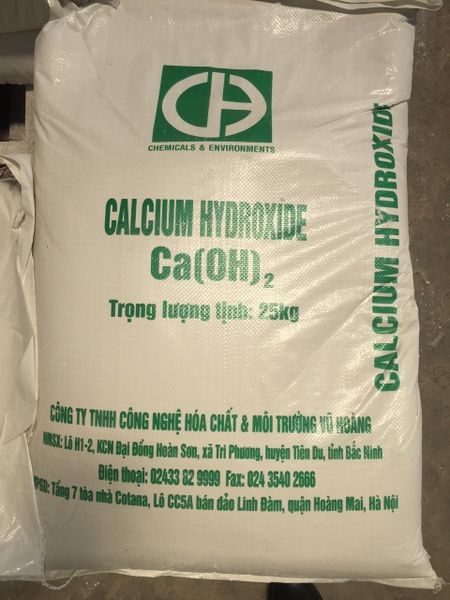 CH
CHEMICALS & ENVIRONMENTS
CALCIUM HYDROXIDE
Ca(OH)₂
Trọng lượng tịnh: 25Kg
CÔNG TY TNHH CÔNG NGHỆ HÓA CHẤT & MÔI TRƯỜNG VŨ HOÀNG
NMSX: Lô H1-2, KCN Đại Đồng Hoàn Sơn, xã Tri Phương, huyện Tiên Du, tỉnh Bắc Ninh
Điện thoại: 02433 82 9999 Fax: 024 3540 2666
VPGD: Tầng 7 tòa nhà Cotana, Lô CC5A bán đảo Linh Đàm, quận Hoàng Mai, Hà Nội
CALCIUM HYDROXIDE